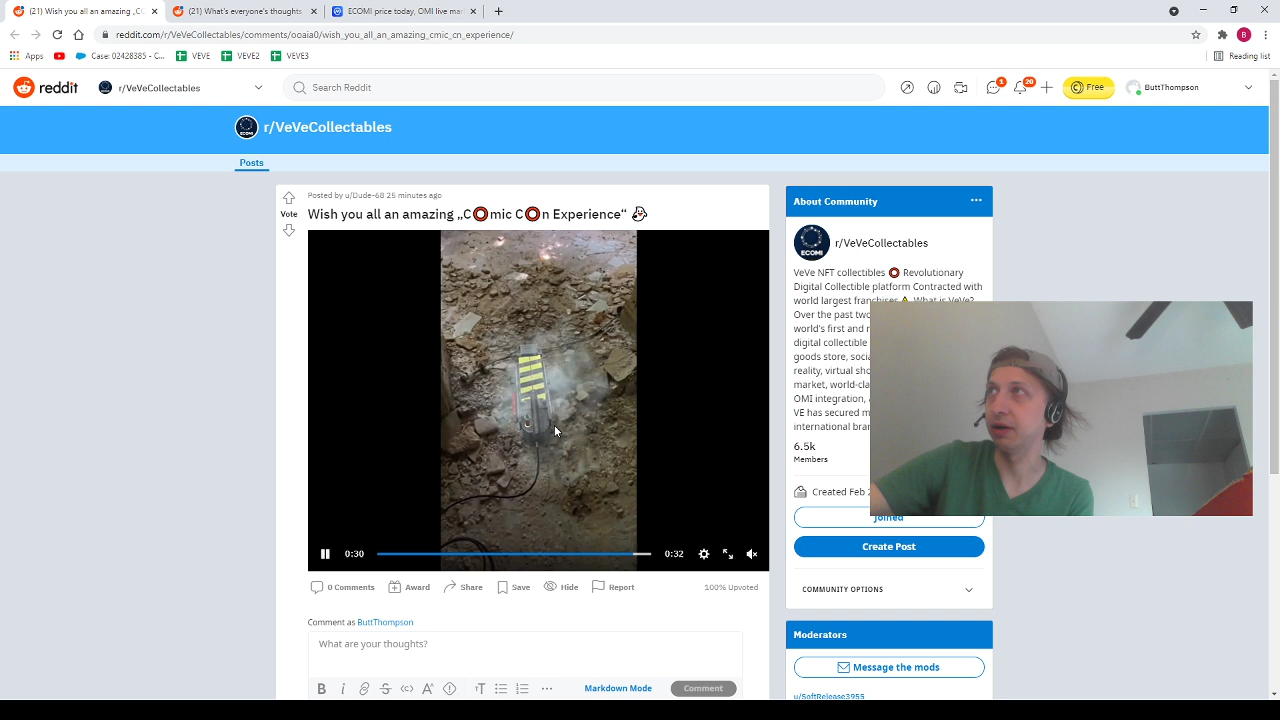 (21) Wish you all an amazing „C
(21) What's everyone's thoughts
ECOMI price today, OMI live mar
reddit.com/r/VeVeCollectables/comments/ooaia0/wish_you_all_an_amazing_cmic_cn_experience/
B
Apps
Case: 02428385 - C...
VEVE
VEVE2
VEVE3
Reading list
reddit
r/VeVeCollectables
Search Reddit
1
20
Free
ButtThompson
ECOMI
r/VeVeCollectables
Posts
Posted by u/Dude-68 25 minutes ago
Vote
Wish you all an amazing „C⭕mic C⭕n Experience“ 👻
0:30
0:32
0 Comments
Award
Share
Save
Hide
Report
100% Upvoted
Comment as ButtThompson
What are your thoughts?
B
i
Markdown Mode
Comment
About Community
ECOMI
r/VeVeCollectables
VeVe NFT collectibles ⭕ Revolutionary
Digital Collectible platform Contracted with
world largest franchises
What is VeVe?
Over the past two
world's first and
digital collectible
goods store, soci
reality, virtual sho
market, world-cla
OMI integration,
VE has secured m
international bran
6.5k
Members
Created Feb
Joined
Create Post
COMMUNITY OPTIONS
Moderators
Message the mods
u/SoftRelease3955